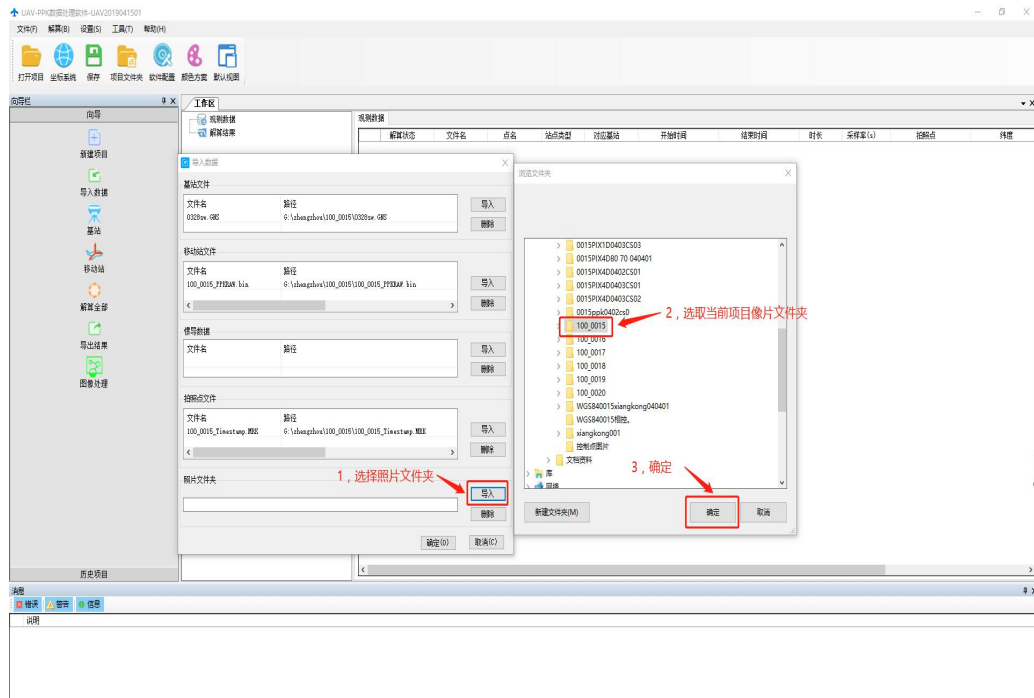 UAV-PPK数据处理软件-UAV2019041501
文件(F) 解算(B) 设置(S) 工具(T) 帮助(H)
打开项目 坐标系统 保存 项目文件夹 软件配置 颜色方案 默认视图
向导栏
向导
新建项目
导入数据
基站
移动站
解算全部
导出结果
图像处理
历史项目
工作区
观测数据
解算结果
观测数据
解算状态 文件名 点名 站点类型 对应基站 开始时间 结束时间 时长 采样率(s) 拍照点 纬度
导入数据
基站文件
文件名 路径
0328sw.GNS G:\zhengzhou\100_0015\0328sw.GNS
导入
删除
移动站文件
文件名 路径
100_0015_PPKRAW.bin G:\zhengzhou\100_0015\100_0015_PPKRAW.bin
导入
删除
惯导数据
文件名 路径
导入
删除
拍照点文件
文件名 路径
100_0015_Timestamp.MRK G:\zhengzhou\100_0015\100_0015_Timestamp.MRK
导入
删除
照片文件夹
1，选择照片文件夹
导入
删除
确定(O) 取消(C)
浏览文件夹
0015PIX1D0403CS03
0015PIX4D80 70 040401
0015PIX4D0402CS01
0015PIX4D0403CS01
0015PIX4D0403CS02
0015ppk0402cs0
100_0015
2，选取当前项目像片文件夹
100_0016
100_0017
100_0018
100_0019
100_0020
WGS840015xiangkong040401
WGS840015相控。
xiangkong001
控制点图片
文档资料
库
网络
3，确定
新建文件夹(M) 确定 取消
消息
错误 警告 信息
说明